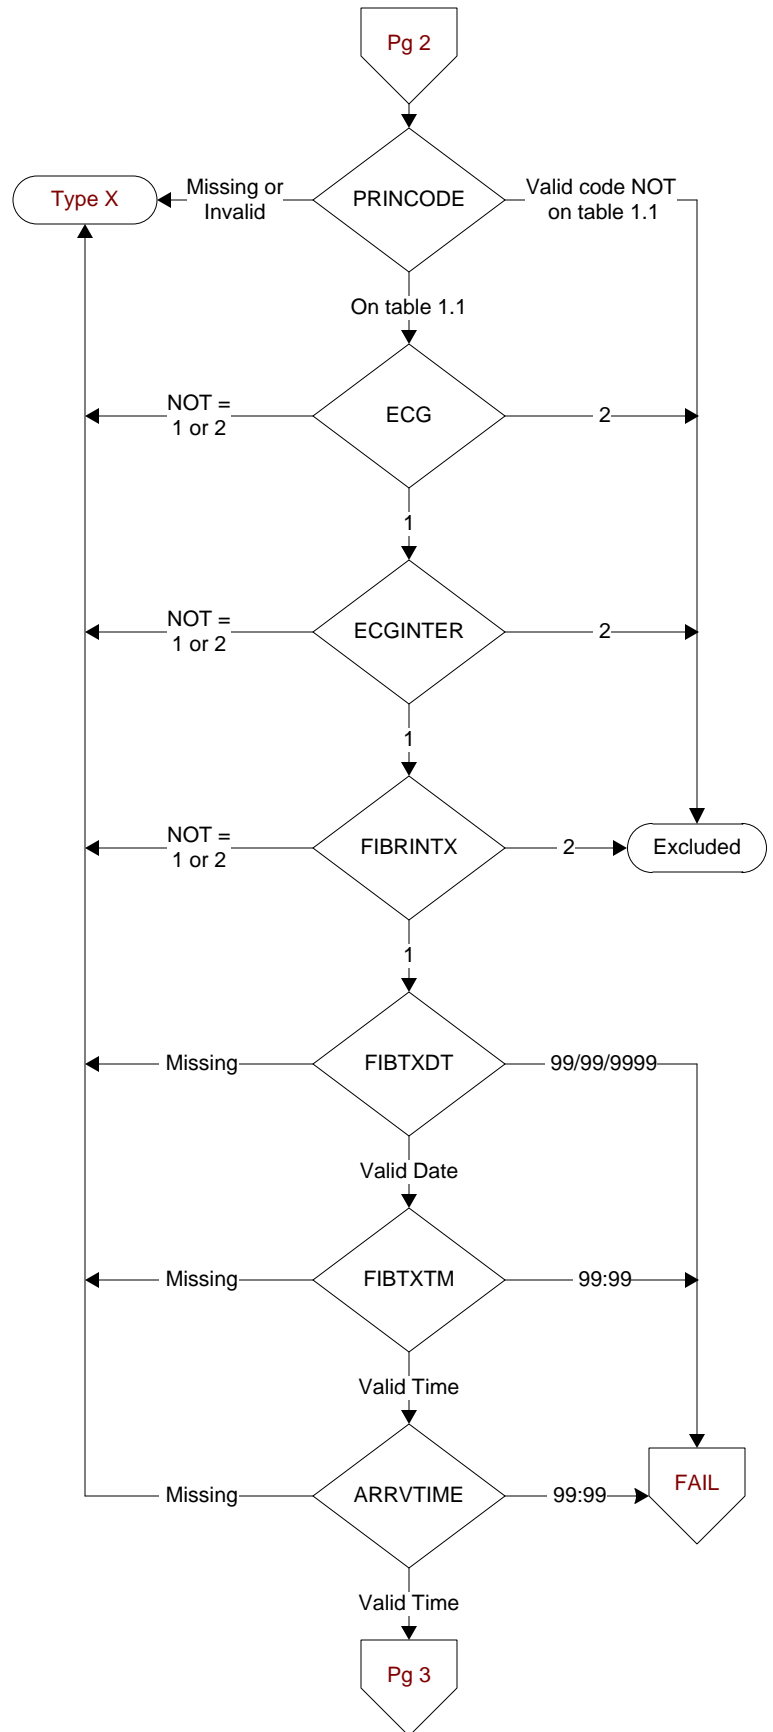 Pg 2
Type X
Missing or
Invalid
PRINCODE
Valid code NOT
on table 1.1
On table 1.1
NOT =
1 or 2
ECG
2
1
NOT =
1 or 2
ECGINTER
2
1
NOT =
1 or 2
FIBRINTX
2
Excluded
1
Missing
FIBTXDT
99/99/9999
Valid Date
Missing
FIBTXTM
99:99
Valid Time
Missing
ARRVTIME
99:99
FAIL
Valid Time
Pg 3